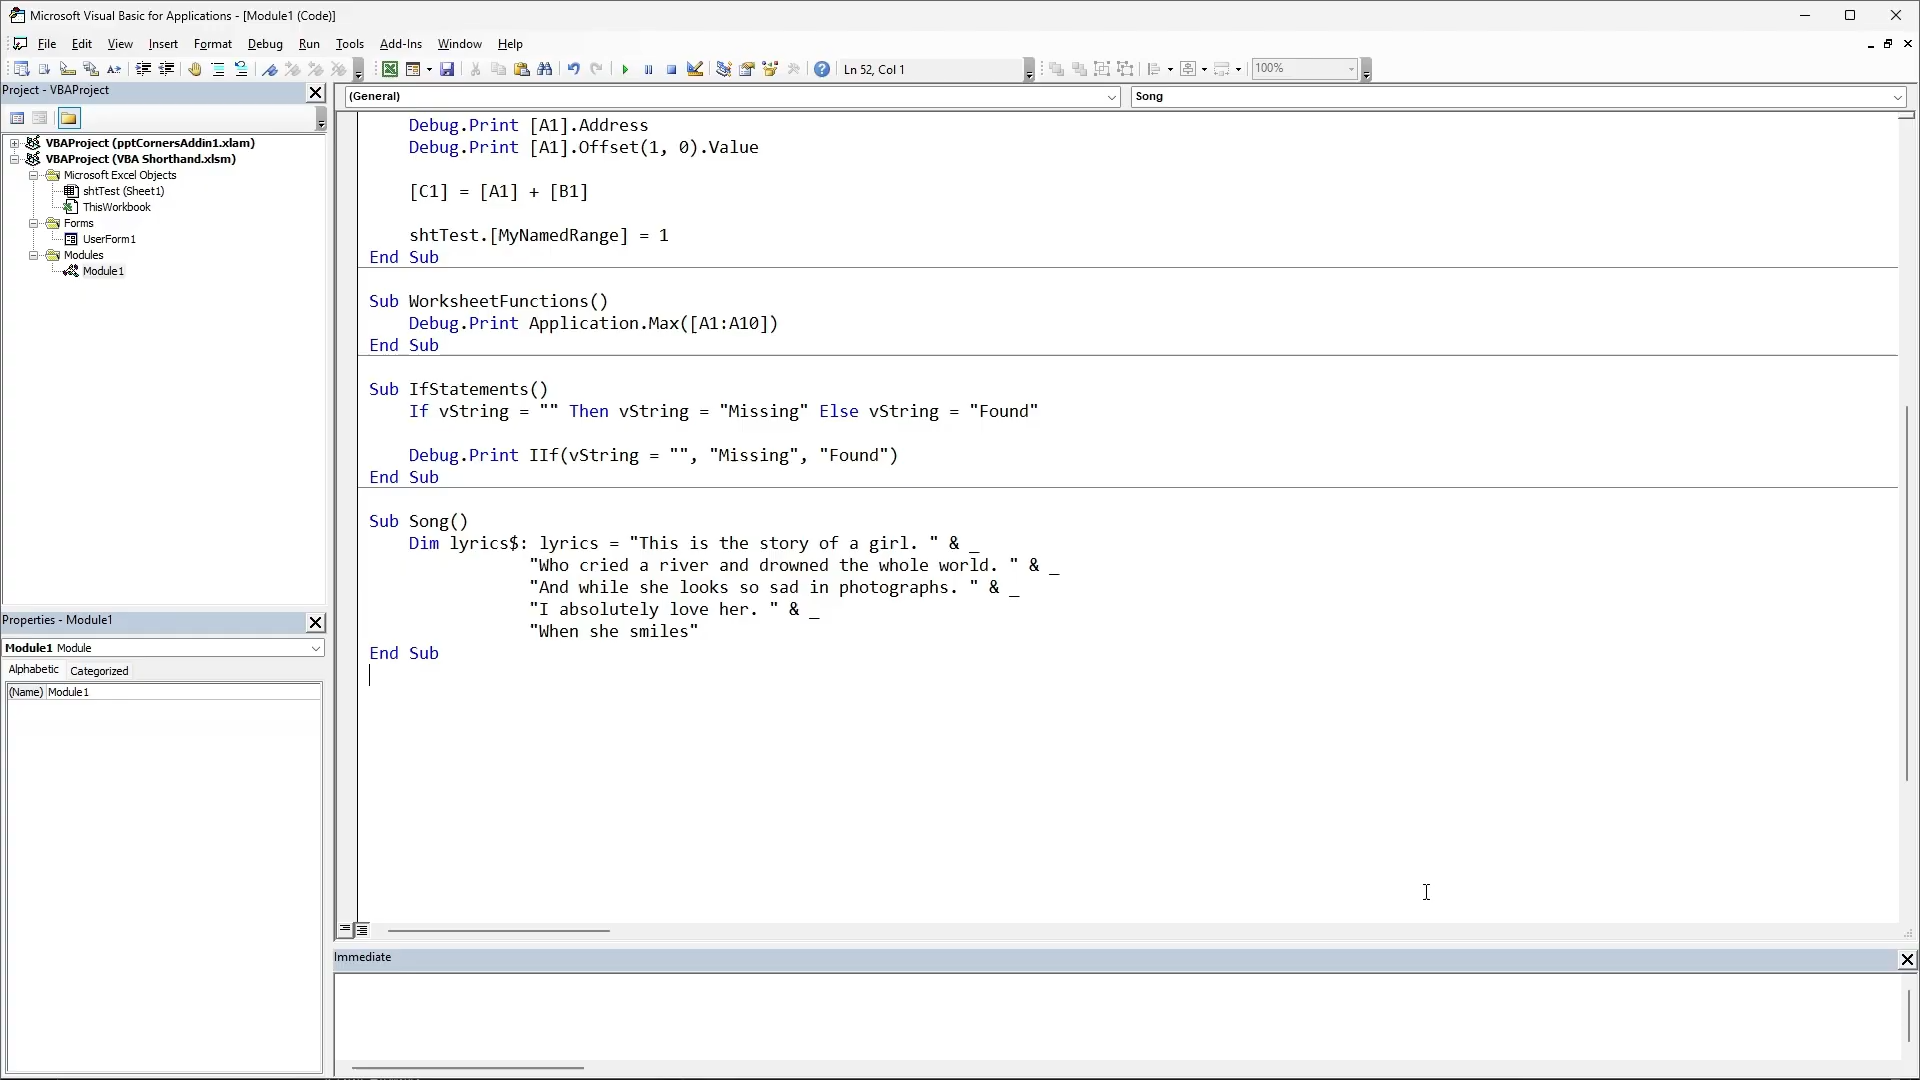 Microsoft Visual Basic for Applications - [Module1 (Code)]
File Edit View Insert Format Debug Run Tools Add-Ins Window Help
Ln 52, Col 1
100%
Project - VBAProject
VBAProject (pptCornersAddin1.xlam)
VBAProject (VBA Shorthand.xlsm)
Microsoft Excel Objects
shtTest (Sheet1)
ThisWorkbook
Forms
UserForm1
Modules
Module1
Properties - Module1
Module1 Module
Alphabetic Categorized
(Name) Module1
(General) Song
Debug.Print [A1].Address
Debug.Print [A1].Offset(1, 0).Value
[C1] = [A1] + [B1]
shtTest.[MyNamedRange] = 1
End Sub
Sub WorksheetFunctions()
Debug.Print Application.Max([A1:A10])
End Sub
Sub IfStatements()
If vString = "" Then vString = "Missing" Else vString = "Found"
Debug.Print IIf(vString = "", "Missing", "Found")
End Sub
Sub Song()
Dim lyrics$: lyrics = "This is the story of a girl. " & _
"Who cried a river and drowned the whole world. " & _
"And while she looks so sad in photographs. " & _
"I absolutely love her. " & _
"When she smiles"
End Sub
Immediate